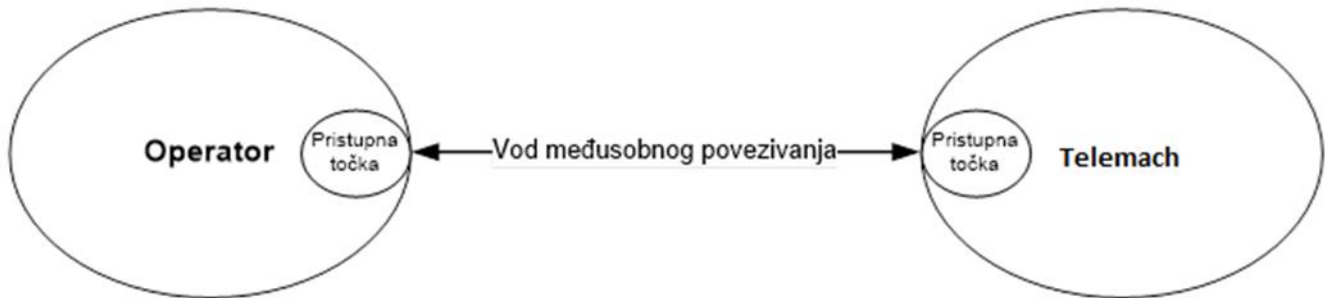 Operator
Pristupna
točka
Vod međusobnog povezivanja
Pristupna
točka
Telemach